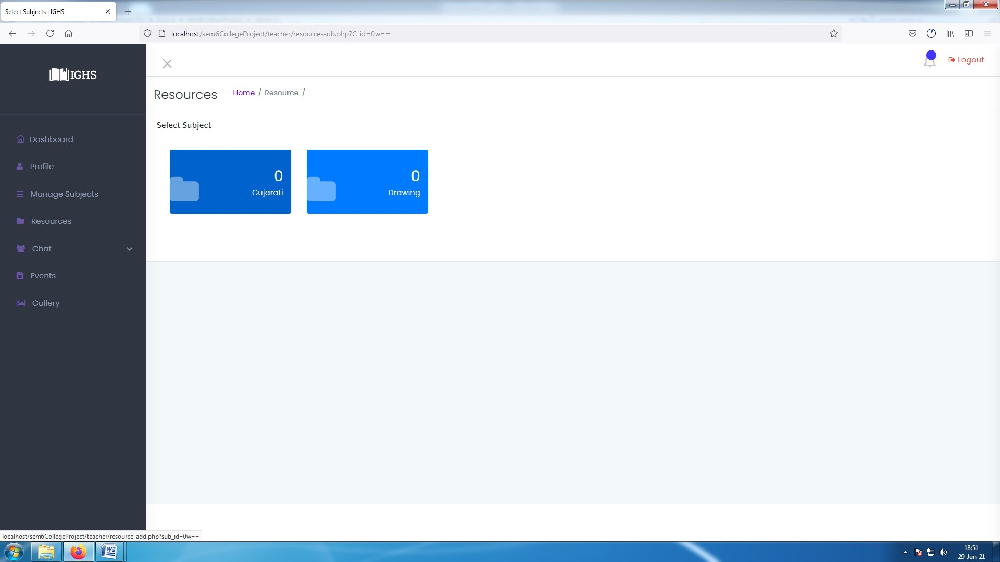 Select Subjects | IGHS
localhost/sem6CollegeProject/teacher/resource-sub.php?C_id=0w==
IGHS
Logout
Resources
Home / Resource /
Select Subject
Dashboard
Profile
Manage Subjects
Resources
Chat
Events
Gallery
0
Gujarati
0
Drawing
localhost/sem6CollegeProject/teacher/resource-add.php?sub_id=0w==
18:51
29-Jun-21